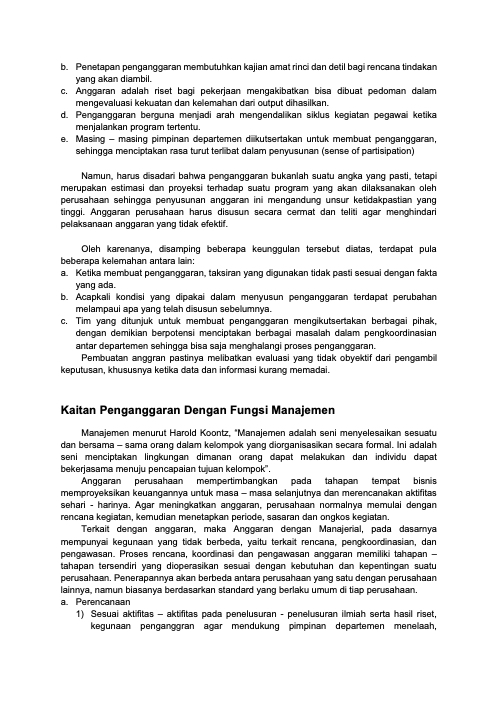 b. Penetapan penganggaran membutuhkan kajian amat rinci dan detil bagi rencana tindakan
yang akan diambil.
c. Anggaran adalah riset bagi pekerjaan mengakibatkan bisa dibuat pedoman dalam
mengevaluasi kekuatan dan kelemahan dari output dihasilkan.
d. Penganggaran berguna menjadi arah mengendalikan siklus kegiatan pegawai ketika
menjalankan program tertentu.
e. Masing – masing pimpinan departemen diikutsertakan untuk membuat penganggaran,
sehingga menciptakan rasa turut terlibat dalam penyusunan (sense of partisipation)
Namun, harus disadari bahwa penganggaran bukanlah suatu angka yang pasti, tetapi
merupakan estimasi dan proyeksi terhadap suatu program yang akan dilaksanakan oleh
perusahaan sehingga penyusunan anggaran ini mengandung unsur ketidakpastian yang
tinggi. Anggaran perusahaan harus disusun secara cermat dan teliti agar menghindari
pelaksanaan anggaran yang tidak efektif.
Oleh karenanya, disamping beberapa keunggulan tersebut diatas, terdapat pula
beberapa kelemahan antara lain:
a. Ketika membuat penganggaran, taksiran yang digunakan tidak pasti sesuai dengan fakta
yang ada.
b. Acapkali kondisi yang dipakai dalam menyusun penganggaran terdapat perubahan
melampaui apa yang telah disusun sebelumnya.
c. Tim yang ditunjuk untuk membuat penganggaran mengikutsertakan berbagai pihak,
dengan demikian berpotensi menciptakan berbagai masalah dalam pengkoordinasian
antar departemen sehingga bisa saja menghalangi proses penganggaran.
Pembuatan anggran pastinya melibatkan evaluasi yang tidak obyektif dari pengambil
keputusan, khususnya ketika data dan informasi kurang memadai.
Kaitan Penganggaran Dengan Fungsi Manajemen
Manajemen menurut Harold Koontz, “Manajemen adalah seni menyelesaikan sesuatu
dan bersama – sama orang dalam kelompok yang diorganisasikan secara formal. Ini adalah
seni menciptakan lingkungan dimanan orang dapat melakukan dan individu dapat
bekerjasama menuju pencapaian tujuan kelompok”.
Anggaran perusahaan mempertimbangkan pada tahapan tempat bisnis
memproyeksikan keuangannya untuk masa – masa selanjutnya dan merencanakan aktifitas
sehari - harinya. Agar meningkatkan anggaran, perusahaan normalnya memulai dengan
rencana kegiatan, kemudian menetapkan periode, sasaran dan ongkos kegiatan.
Terkait dengan anggaran, maka Anggaran dengan Manajerial, pada dasarnya
mempunyai kegunaan yang tidak berbeda, yaitu terkait rencana, pengkoordinasian, dan
pengawasan. Proses rencana, koordinasi dan pengawasan anggaran memiliki tahapan –
tahapan tersendiri yang dioperasikan sesuai dengan kebutuhan dan kepentingan suatu
perusahaan. Penerapannya akan berbeda antara perusahaan yang satu dengan perusahaan
lainnya, namun biasanya berdasarkan standard yang berlaku umum di tiap perusahaan.
a. Perencanaan
1) Sesuai aktifitas – aktifitas pada penelusuran - penelusuran ilmiah serta hasil riset,
kegunaan penganggran agar mendukung pimpinan departemen menelaah,